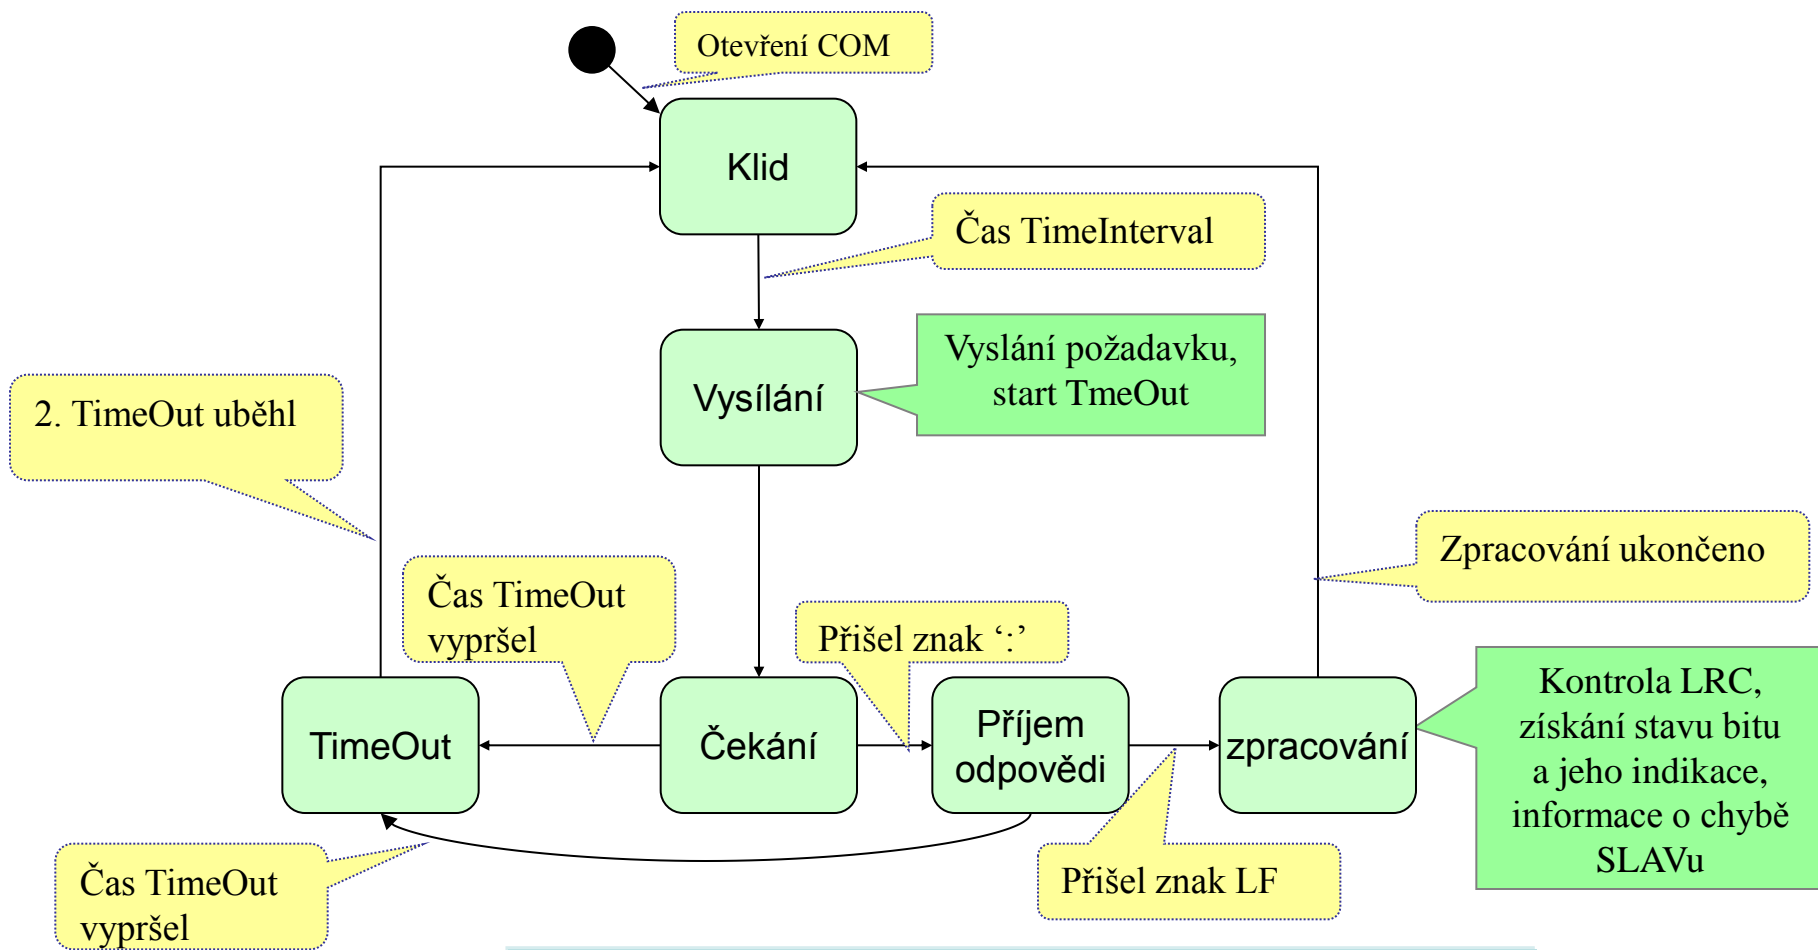 Otevření COM
Klid
Čas TimeInterval
Vysílání
Vyslání požadavku,
start TmeOut
2. TimeOut uběhl
Zpracování ukončeno
Čas TimeOut
vypršel
Přišel znak ‘:’
TimeOut
Čekání
Příjem
odpovědi
zpracování
Kontrola LRC,
získání stavu bitu
a jeho indikace,
informace o chybě
SLAVu
Čas TimeOut
vypršel
Přišel znak LF